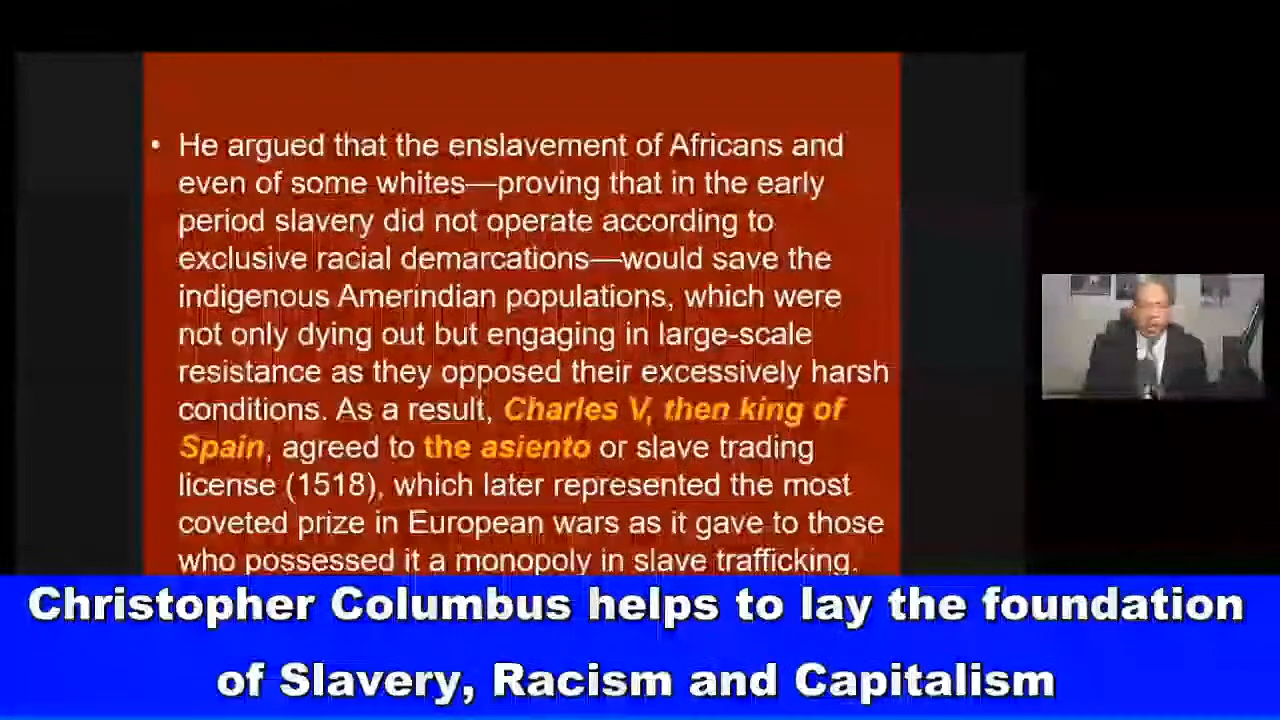 • He argued that the enslavement of Africans and
even of some whites—proving that in the early
period slavery did not operate according to
exclusive racial demarcations—would save the
indigenous Amerindian populations, which were
not only dying out but engaging in large-scale
resistance as they opposed their excessively harsh
conditions. As a result, Charles V, then king of
Spain, agreed to the asiento or slave trading
license (1518), which later represented the most
coveted prize in European wars as it gave to those
who possessed it a monopoly in slave trafficking.
Christopher Columbus helps to lay the foundation
of Slavery, Racism and Capitalism